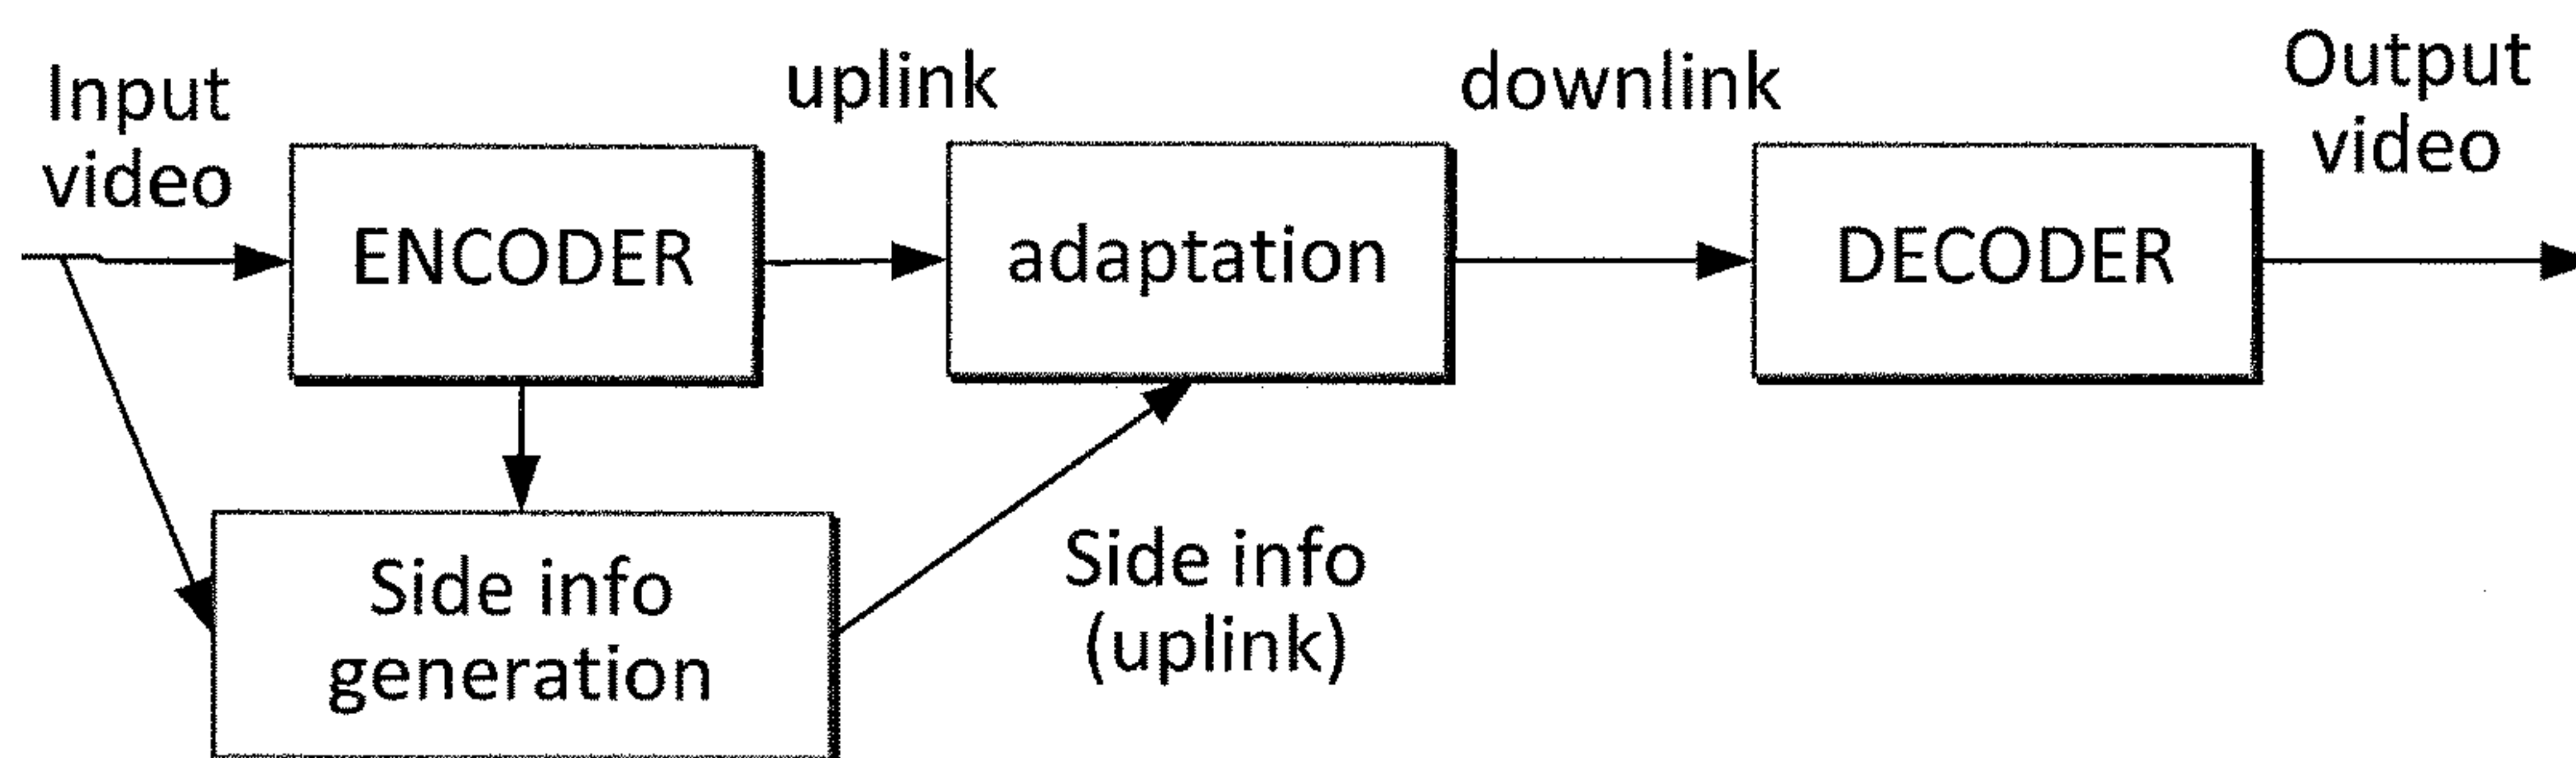 Input
video
uplink
downlink
Output
video
ENCODER
adaptation
DECODER
Side info
generation
Side info
(uplink)